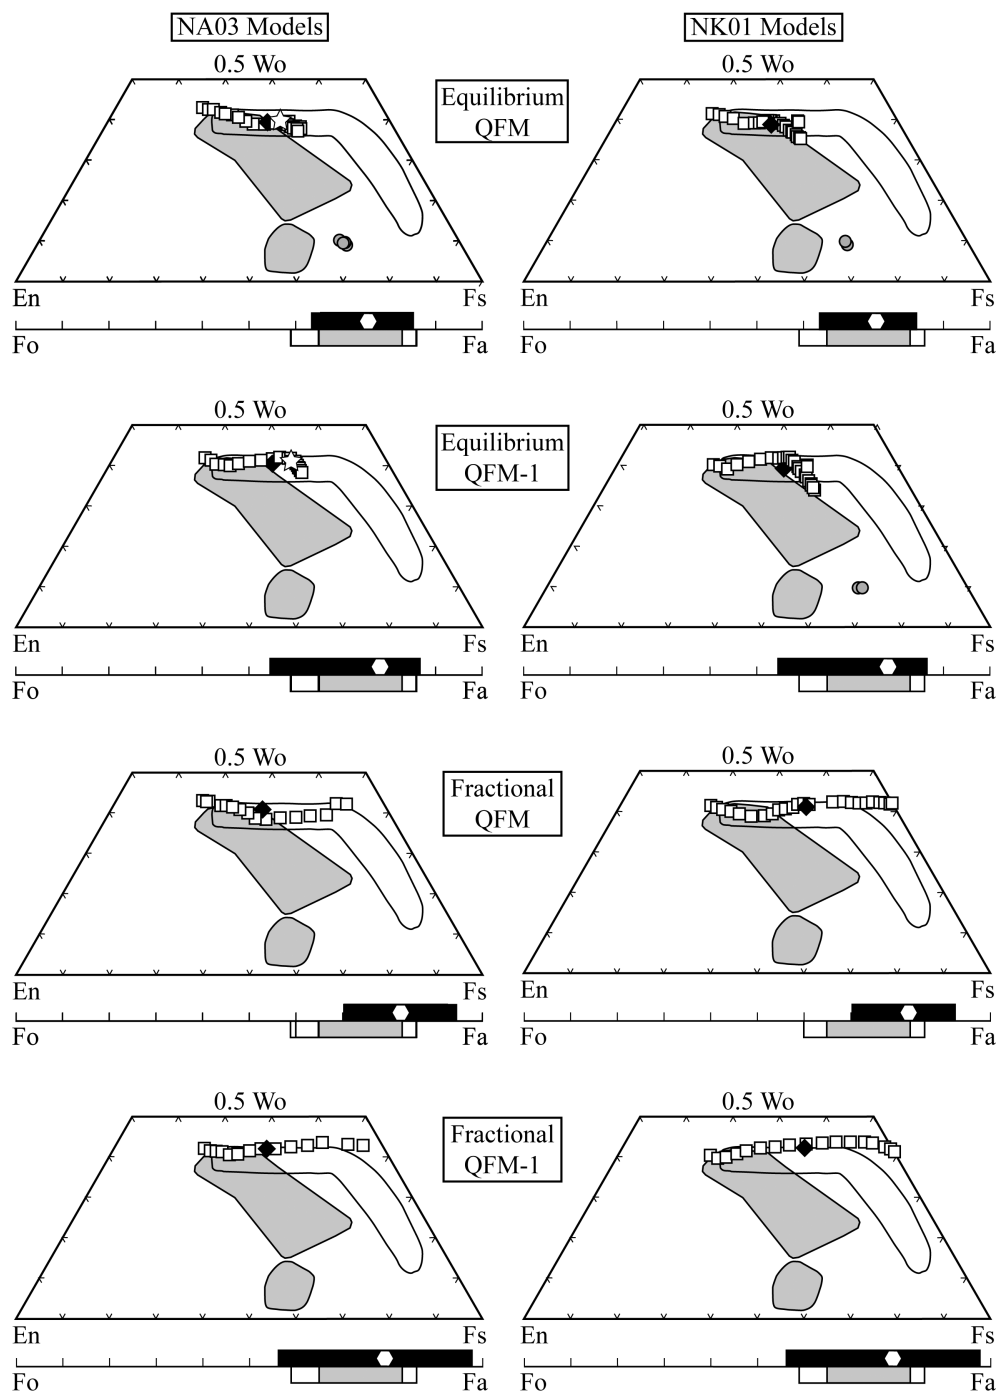 NA03 Models
NK01 Models
0.5 Wo
0.5 Wo
Equilibrium
QFM
En
Fs
En
Fs
Fo
Fa
Fo
Fa
0.5 Wo
0.5 Wo
Equilibrium
QFM-1
En
Fs
En
Fs
Fo
Fa
Fo
Fa
0.5 Wo
0.5 Wo
Fractional
QFM
En
Fs
En
Fs
Fo
Fa
Fo
Fa
0.5 Wo
0.5 Wo
Fractional
QFM-1
En
Fs
En
Fs
Fo
Fa
Fo
Fa